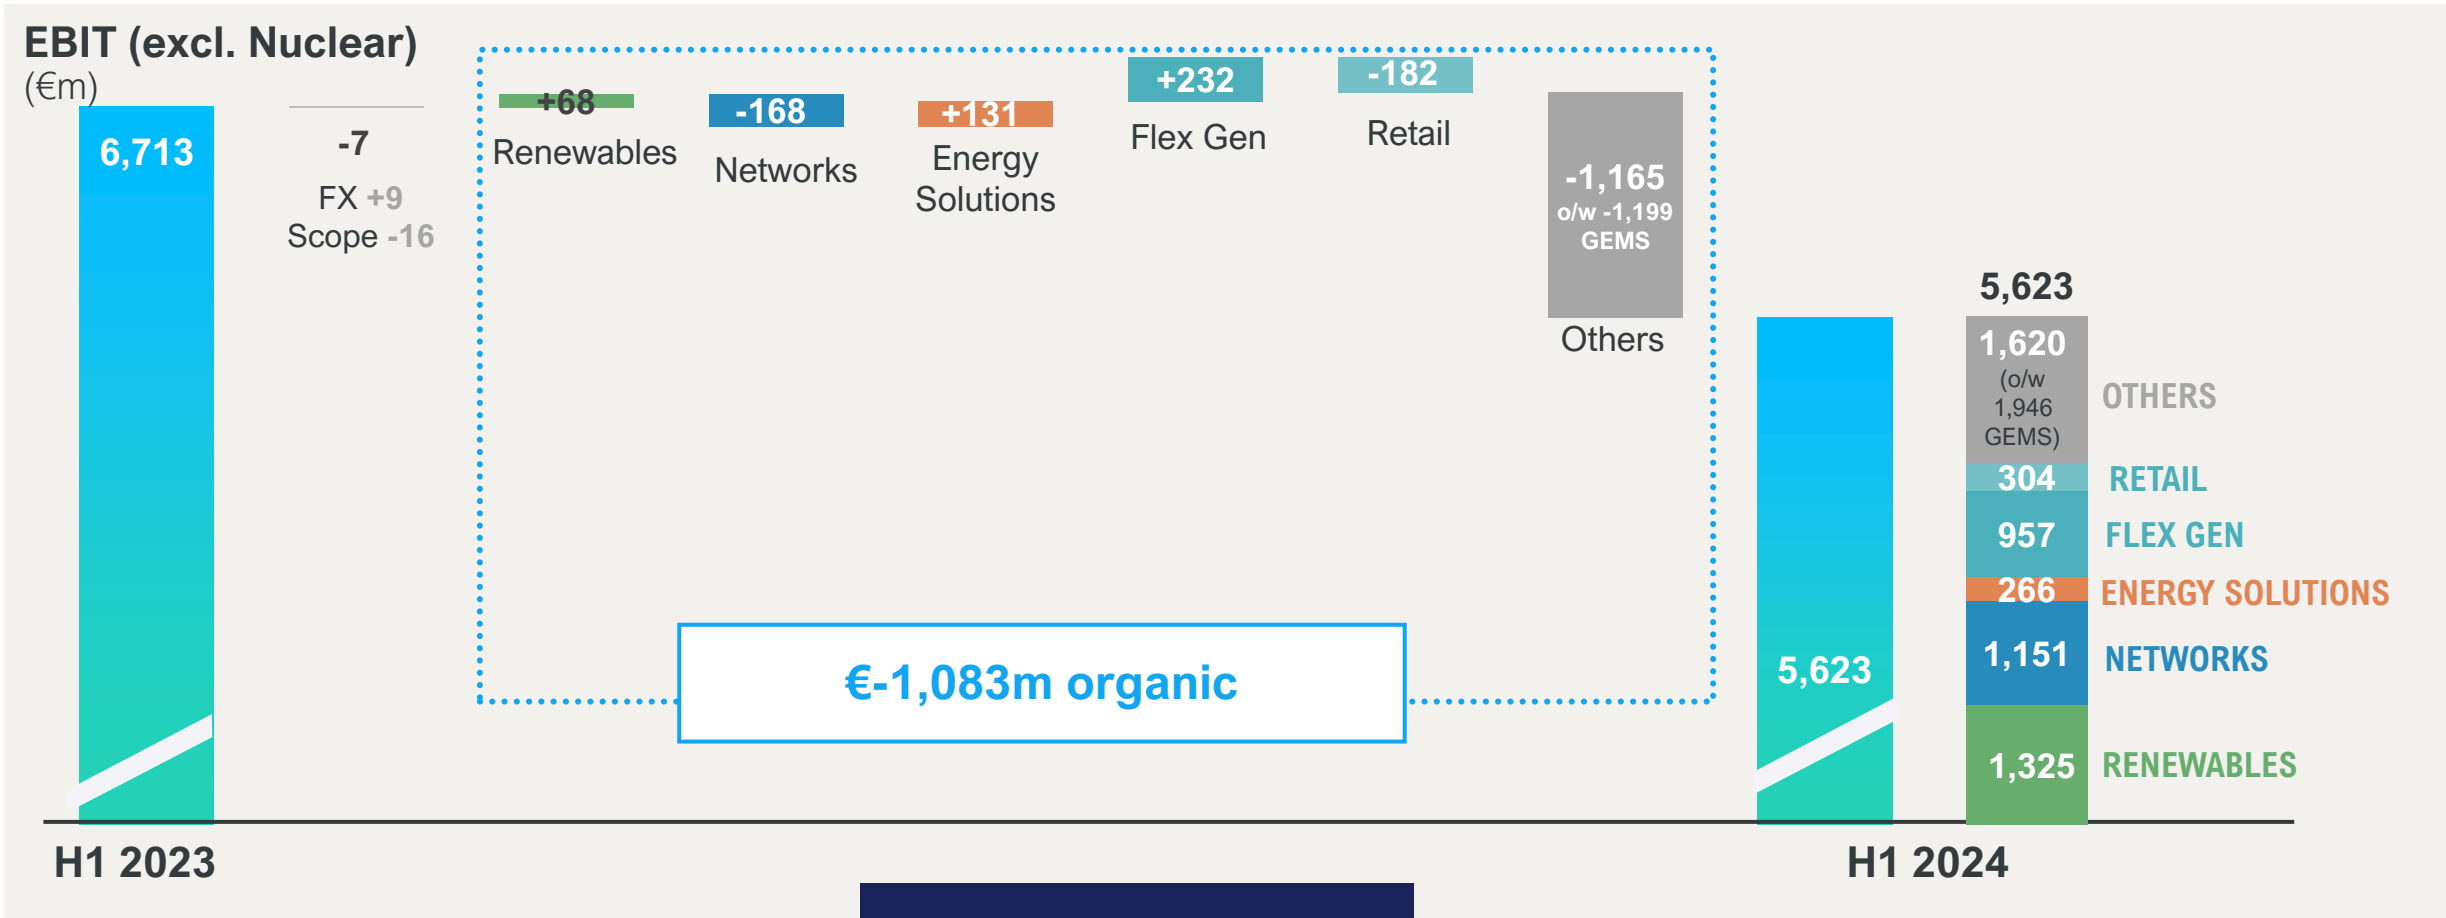 EBIT (excl. Nuclear)
(€m)
6,713
-7
FX +9
Scope -16
+68
Renewables
-168
Networks
+131
Energy
Solutions
+232
Flex Gen
-182
Retail
-1,165
o/w -1,199
GEMS
Others
€-1,083m organic
5,623
5,623
1,620
(o/w
1,946
GEMS)
OTHERS
304
RETAIL
957
FLEX GEN
266
ENERGY SOLUTIONS
1,151
NETWORKS
1,325
RENEWABLES
H1 2023
H1 2024